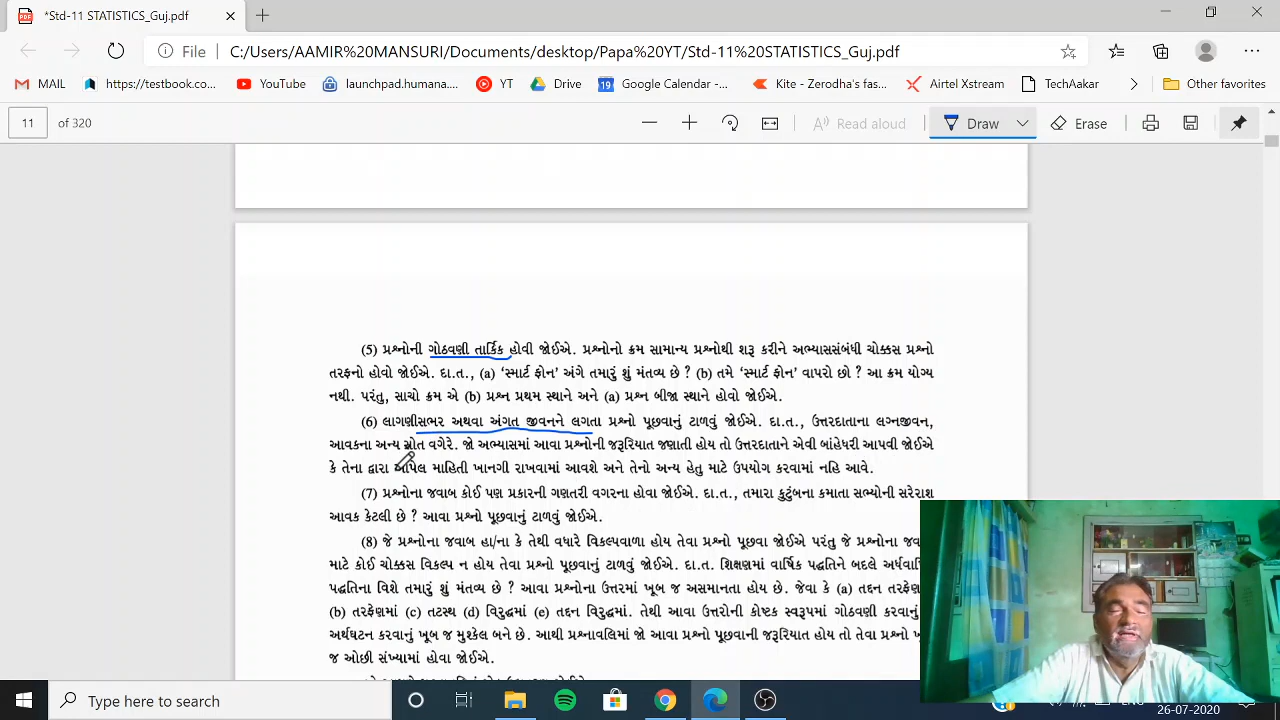 *Std-11 STATISTICS_Guj.pdf
File C:/Users/AAMIR%20MANSURI/Documents/desktop/Papa%20YT/Std-11%20STATISTICS_Guj.pdf
MAIL https://testbook.co... launchpad.gujarat.... YouTube YT Drive Google Calendar - J... Kite - Zerodha's fas... Airtel Xstream TechAakar Other favorites
11 of 320 Read aloud Draw Erase
(5) પ્રશ્નોની ગોઠવણી તાર્કિક હોવી જોઈએ. પ્રશ્નોનો ક્રમ સામાન્ય પ્રશ્નોથી શરૂ કરીને અભ્યાસસંબંધી ચોક્કસ પ્રશ્નો
તરફનો હોવો જોઈએ. દા.ત., (a) ‘સ્માર્ટ ફોન’ અંગે તમારું શું મંતવ્ય છે ? (b) તમે ‘સ્માર્ટ ફોન’ વાપરો છો ? આ ક્રમ યોગ્ય
નથી. પરંતુ, સાચો ક્રમ એ (b) પ્રશ્ન પ્રથમ સ્થાને અને (a) પ્રશ્ન બીજા સ્થાને હોવો જોઈએ.
(6) લાગણીસભર અથવા અંગત જીવનને લગતા પ્રશ્નો પૂછવાનું ટાળવું જોઈએ. દા.ત., ઉત્તરદાતાના લગ્નજીવન,
આવકના અન્ય સ્રોત વગેરે. જો અભ્યાસમાં આવા પ્રશ્નોની જરૂરિયાત જણાતી હોય તો ઉત્તરદાતાને એવી બાંહેધરી આપવી જોઈએ
કે તેના દ્વારા આપેલ માહિતી ખાનગી રાખવામાં આવશે અને તેનો અન્ય હેતુ માટે ઉપયોગ કરવામાં નહિ આવે.
(7) પ્રશ્નોના જવાબ કોઈ પણ પ્રકારની ગણતરી વગરના હોવા જોઈએ. દા.ત., તમારા કુટુંબના કમાતા સભ્યોની સરેરાશ
આવક કેટલી છે ? આવા પ્રશ્નો પૂછવાનું ટાળવું જોઈએ.
(8) જે પ્રશ્નોના જવાબ હા/ના કે તેથી વધારે વિકલ્પવાળા હોય તેવા પ્રશ્નો પૂછવા જોઈએ પરંતુ જે પ્રશ્નોના
માટે કોઈ ચોક્કસ વિકલ્પ ન હોય તેવા પ્રશ્નો પૂછવાનું ટાળવું જોઈએ. દા.ત. શિક્ષણમાં વાર્ષિક પદ્ધતિને બદલે
પદ્ધતિના વિશે તમારું શું મંતવ્ય છે ? આવા પ્રશ્નોના ઉત્તરમાં ખૂબ જ અસમાનતા હોય છે. જેવા કે (a) તદ્દન
(b) તરફેણમાં (c) તટસ્થ (d) વિરુદ્ધમાં (e) તદ્દન વિરુદ્ધમાં. તેથી આવા ઉત્તરોની કોષ્ટક સ્વરૂપમાં ગોઠવણી કરવાનું
અર્થઘટન કરવાનું ખૂબ જ મુશ્કેલ બને છે. આથી પ્રશ્નાવલિમાં જો આવા પ્રશ્નો પૂછવાની જરૂરિયાત હોય તો તેવા પ્રશ્નો
જ ઓછી સંખ્યામાં હોવા જોઈએ.
Type here to search
26-07-2020